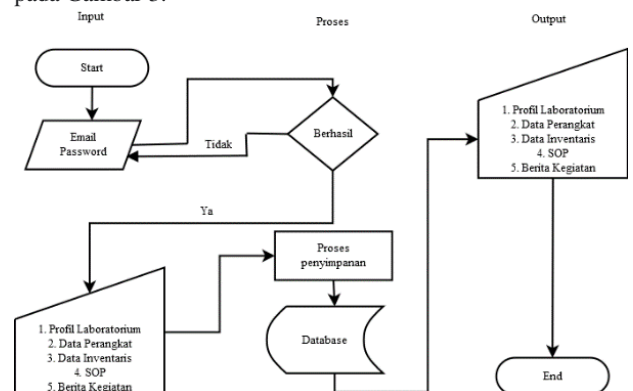 pada Gambar 3.
Input
Proses
Output
Start
Email
Password
Tidak
Berhasil
Ya
1. Profil Laboratorium
2. Data Perangkat
3. Data Inventaris
4. SOP
5. Berita Kegiatan
Proses
penyimpanan
Database
1. Profil Laboratorium
2. Data Perangkat
3. Data Inventaris
4. SOP
5. Berita Kegiatan
End